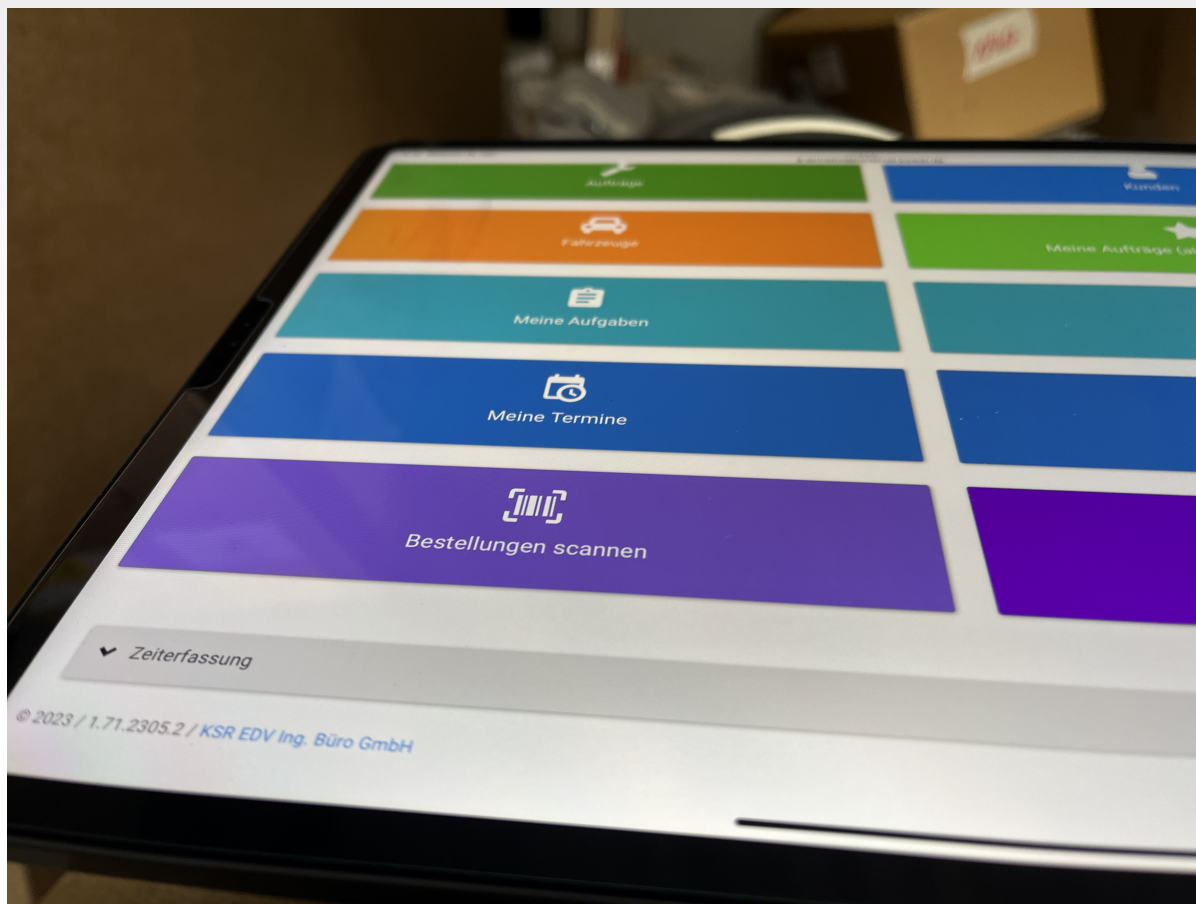 Aufträge
Kunden
Fahrzeuge
Meine Aufträge
Meine Aufgaben
Meine Termine
Bestellungen scannen
Zeiterfassung
© 2023 / 1.71.2305.2 / KSR EDV Ing. Büro GmbH